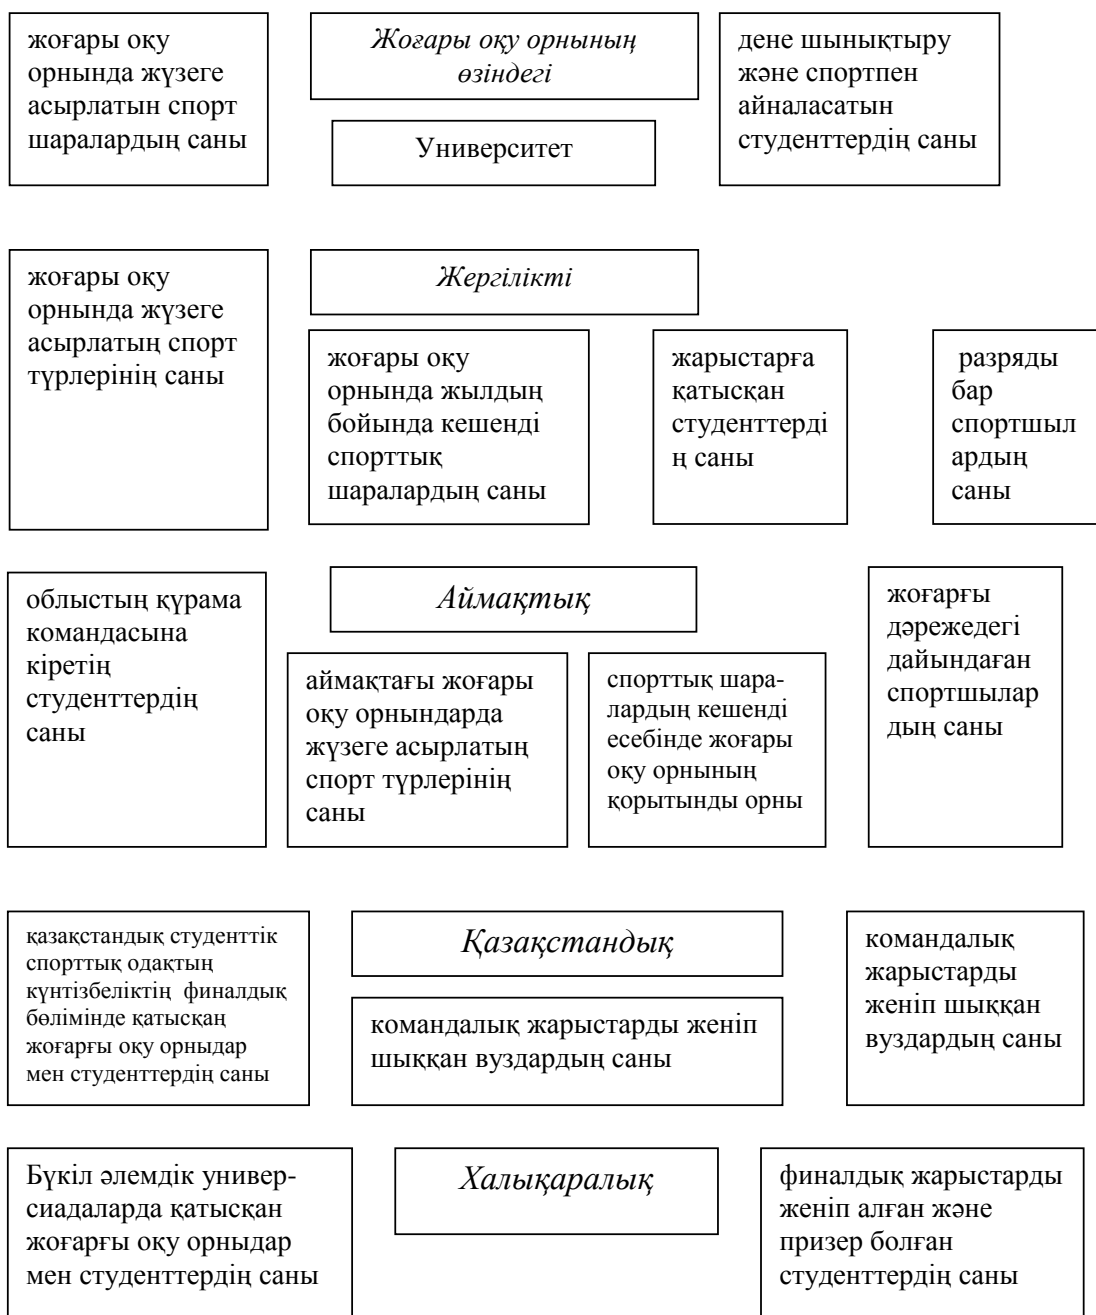 жоғары оқу
орнында жүзеге
асырлатын спорт
шаралардың саны
Жоғары оқу орнының
өзіндегі
Университет
дене шынықтыру
және спортпен
айналасатын
студенттердің саны
жоғары оқу
орнында жүзеге
асырлатың спорт
түрлерінің саны
Жергілікті
жоғары оқу
орнында жылдың
бойында кешенді
спорттық
шаралардың саны
жарыстарға
қатысқан
студенттерді
ң саны
разряды
бар
спортшыл
ардың
саны
облыстың құрама
командасына
кіретің
студенттердің
саны
Аймақтық
аймақтағы жоғары
оқу орнындарда
жүзеге асырлатың
спорт түрлерінің
саны
спорттық шара-
лардың кешенді
есебінде жоғары
оқу орнының
қорытынды орны
жоғарғы
дәрежедегі
дайындаған
спортшылар
дың саны
қазақстандық студенттік
спорттық одақтың
күнтізбеліктің финалдық
бөлімінде қатысқаң
жоғарғы оқу орныдар
мен студенттердің саны
Қазақстандық
командалық жарыстарды женіп
шыққан вуздардың саны
командалық
жарыстарды
женіп шыққан
вуздардың саны
Бүкіл әлемдік универ-
сиадаларда қатысқан
жоғарғы оқу орныдар
мен студенттердің саны
Халықаралық
финалдық жарыстарды
женіп алған және
призер болған
студенттердің саны